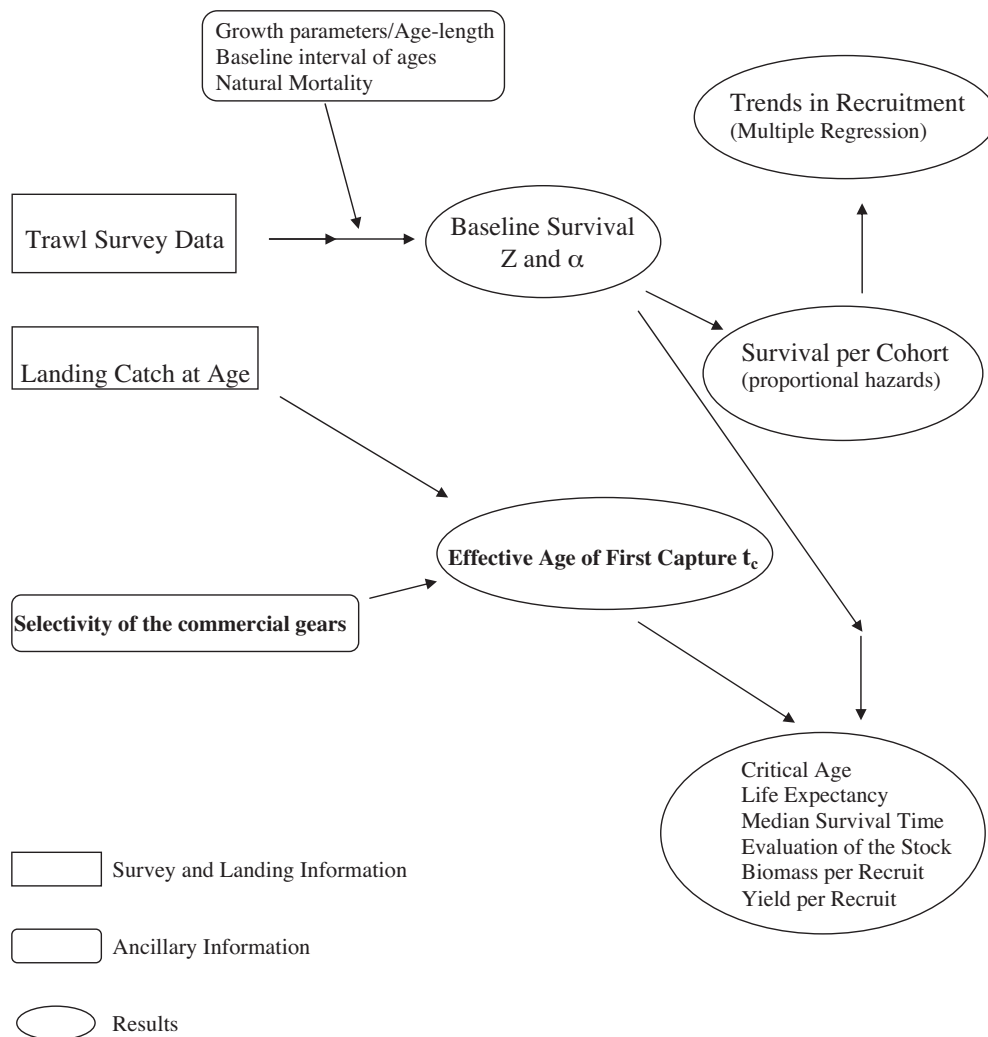 Growth parameters/Age-length
Baseline interval of ages
Natural Mortality
Trends in Recruitment
(Multiple Regression)
Trawl Survey Data
Baseline Survival
Z and α
Landing Catch at Age
Survival per Cohort
(proportional hazards)
Effective Age of First Capture tc
Selectivity of the commercial gears
Critical Age
Life Expectancy
Median Survival Time
Evaluation of the Stock
Biomass per Recruit
Yield per Recruit
Survey and Landing Information
Ancillary Information
Results